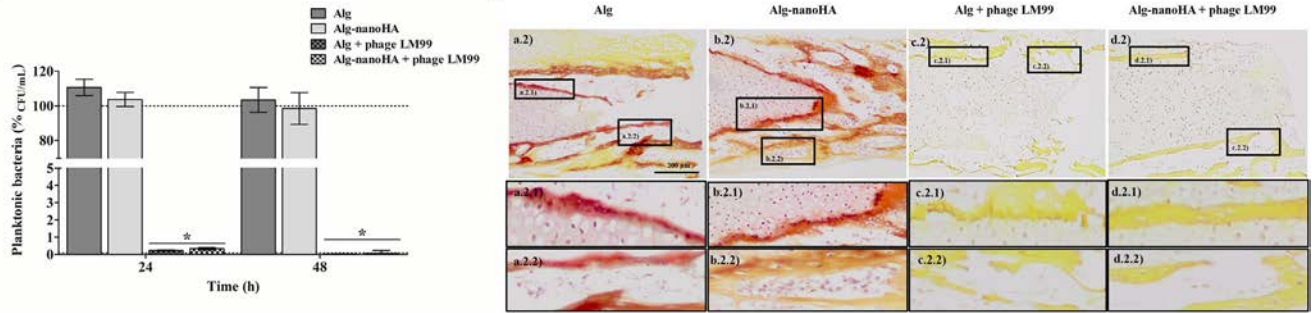 Alg
Alg-nanoHA
Alg + phage LM99
Alg-nanoHA + phage LM99
Planktonic bacteria (% CFU/mL)
120
100
80
60
5
4
3
2
1
0
*
*
24
48
Time (h)
Alg
Alg-nanoHA
Alg + phage LM99
Alg-nanoHA + phage LM99
a.2)
b.2)
c.2)
d.2)
a.2.1)
b.2.1)
c.2.1)
c.2.2)
d.2.1)
a.2.2)
b.2.2)
c.2.2)
200 µm
a.2.1)
b.2.1)
c.2.1)
d.2.1)
a.2.2)
b.2.2)
c.2.2)
d.2.2)